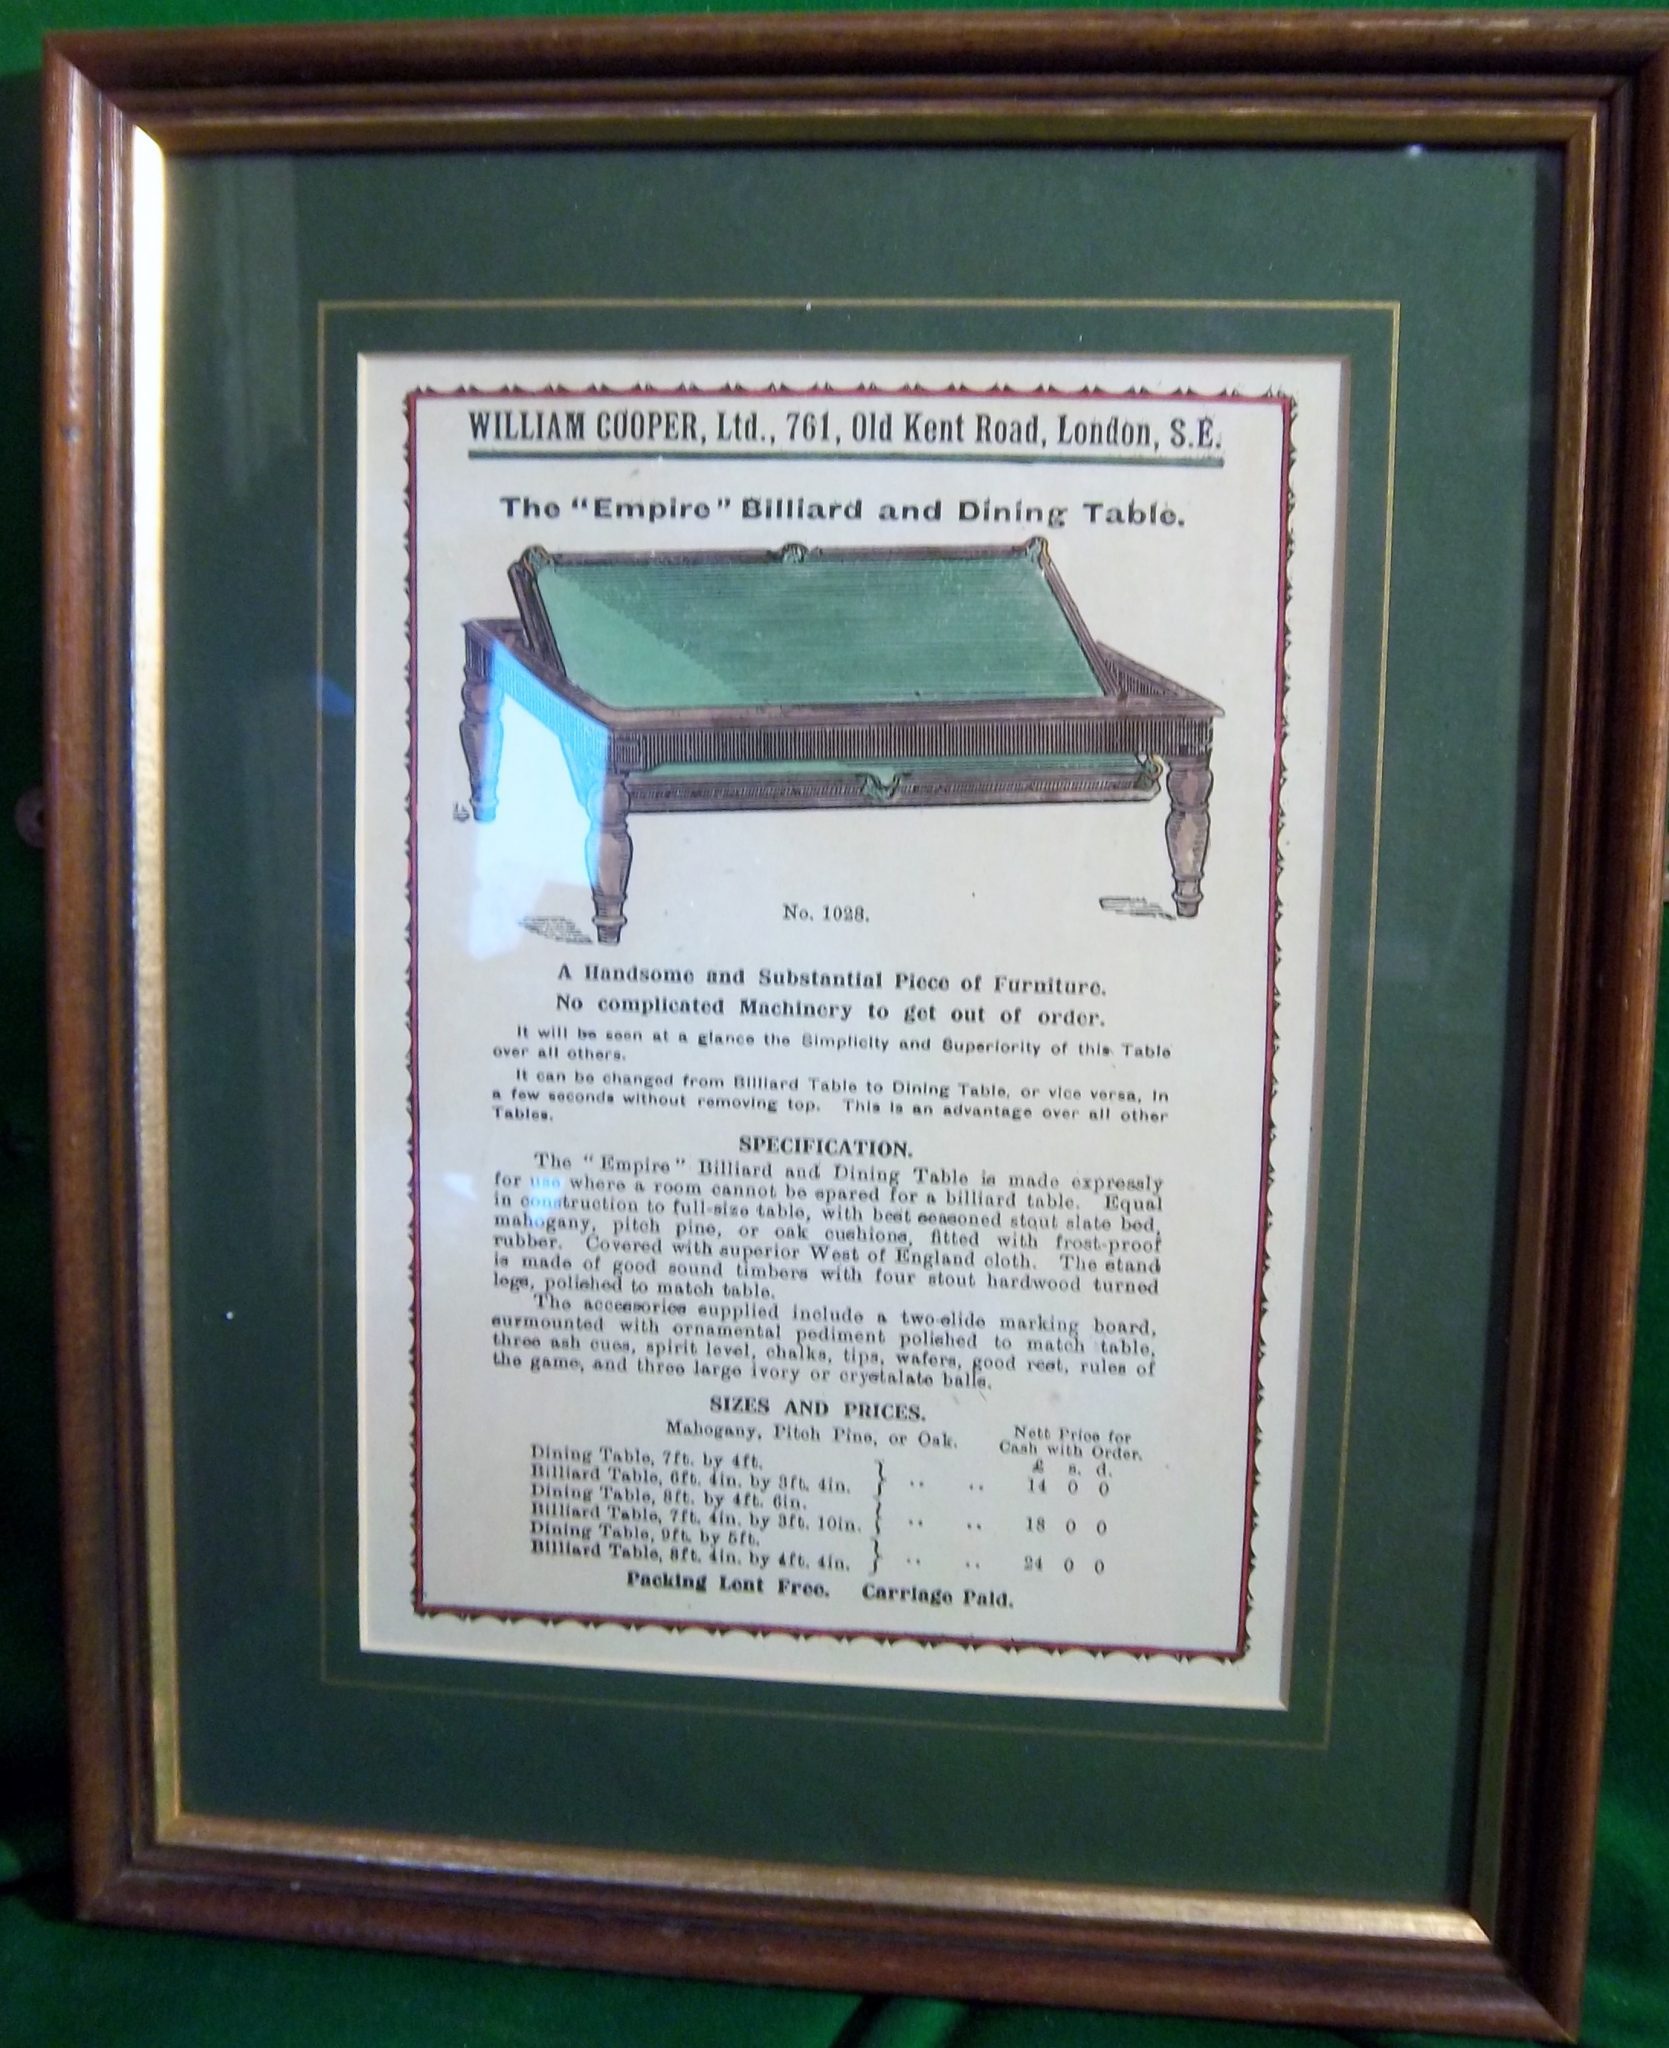 WILLIAM COOPER, Ltd., 761, Old Kent Road, London, S.E.
The "Empire" Billiard and Dining Table.
No. 1028.
A Handsome and Substantial Piece of Furniture.
No complicated Machinery to get out of order.
It will be seen at a glance the Simplicity and Superiority of this Table
over all others.
It can be changed from Billiard Table to Dining Table, or vice versa, in
a few seconds without removing top. This is an advantage over all other
Tables.
SPECIFICATION.
The "Empire" Billiard and Dining Table is made expressly
for use where a room cannot be spared for a billiard table. Equal
in construction to full-size table, with best seasoned stout slate bed,
mahogany, pitch pine, or oak cushions, fitted with frost-proof
rubber. Covered with superior West of England cloth. The stand
is made of good sound timbers with four stout hardwood turned
legs, polished to match table.
The accessories supplied include a two-slide marking board,
surmounted with ornamental pediment polished to match table,
three ash cues, spirit level, chalks, tips, wafers, good rest, rules of
the game, and three large ivory or crystalate balls.
SIZES AND PRICES.
Mahogany, Pitch Pine, or Oak. Nett Price for
Cash with Order.
£ s. d.
Dining Table, 7ft. by 4ft.
Billiard Table, 6ft. 4in. by 3ft. 4in. } .. .. 14 0 0
Dining Table, 8ft. by 4ft. 6in.
Billiard Table, 7ft. 4in. by 3ft. 10in. } .. .. 18 0 0
Dining Table, 9ft. by 5ft.
Billiard Table, 8ft. 4in. by 4ft. 4in. } .. .. 24 0 0
Packing Lent Free. Carriage Paid.